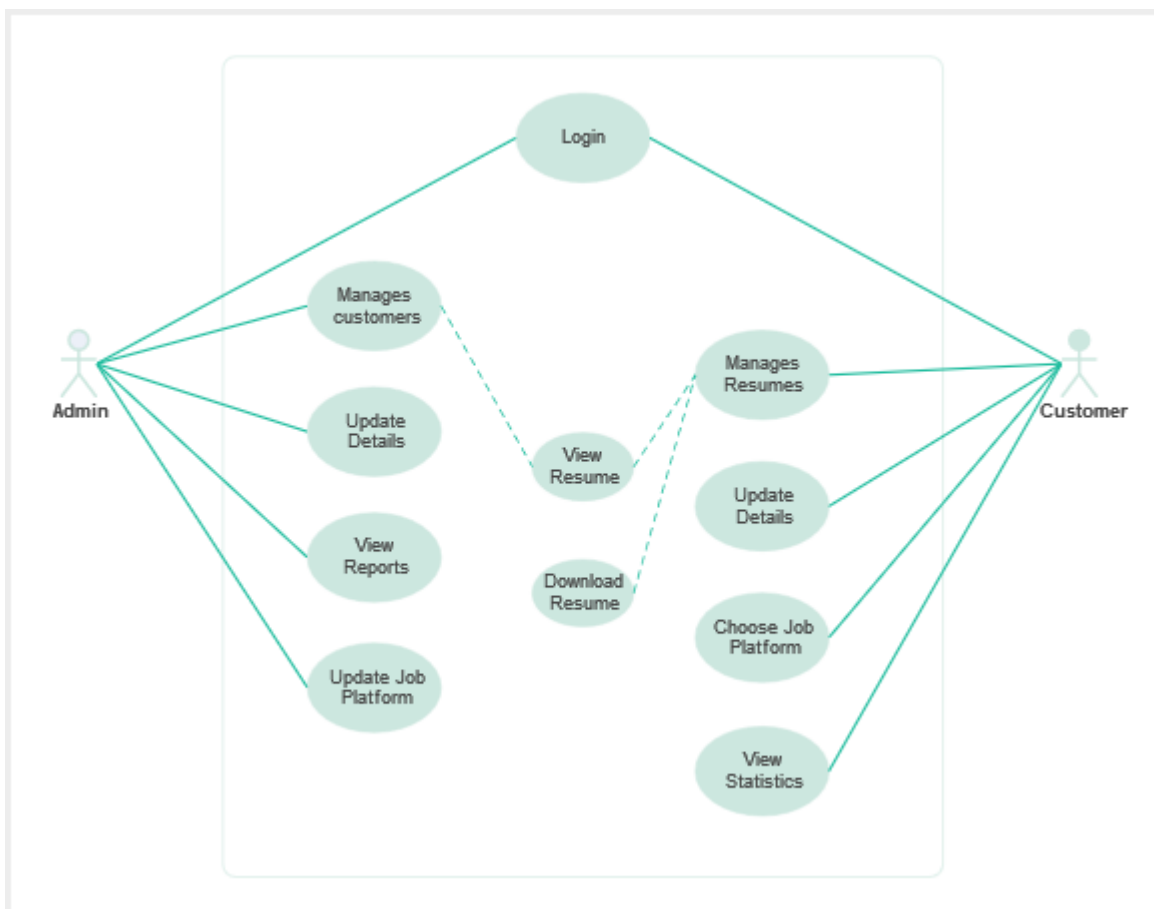 Login
Manages
customers
Manages
Resumes
Admin
Customer
Update
Details
View
Resume
Update
Details
View
Reports
Download
Resume
Choose Job
Platform
Update Job
Platform
View
Statistics